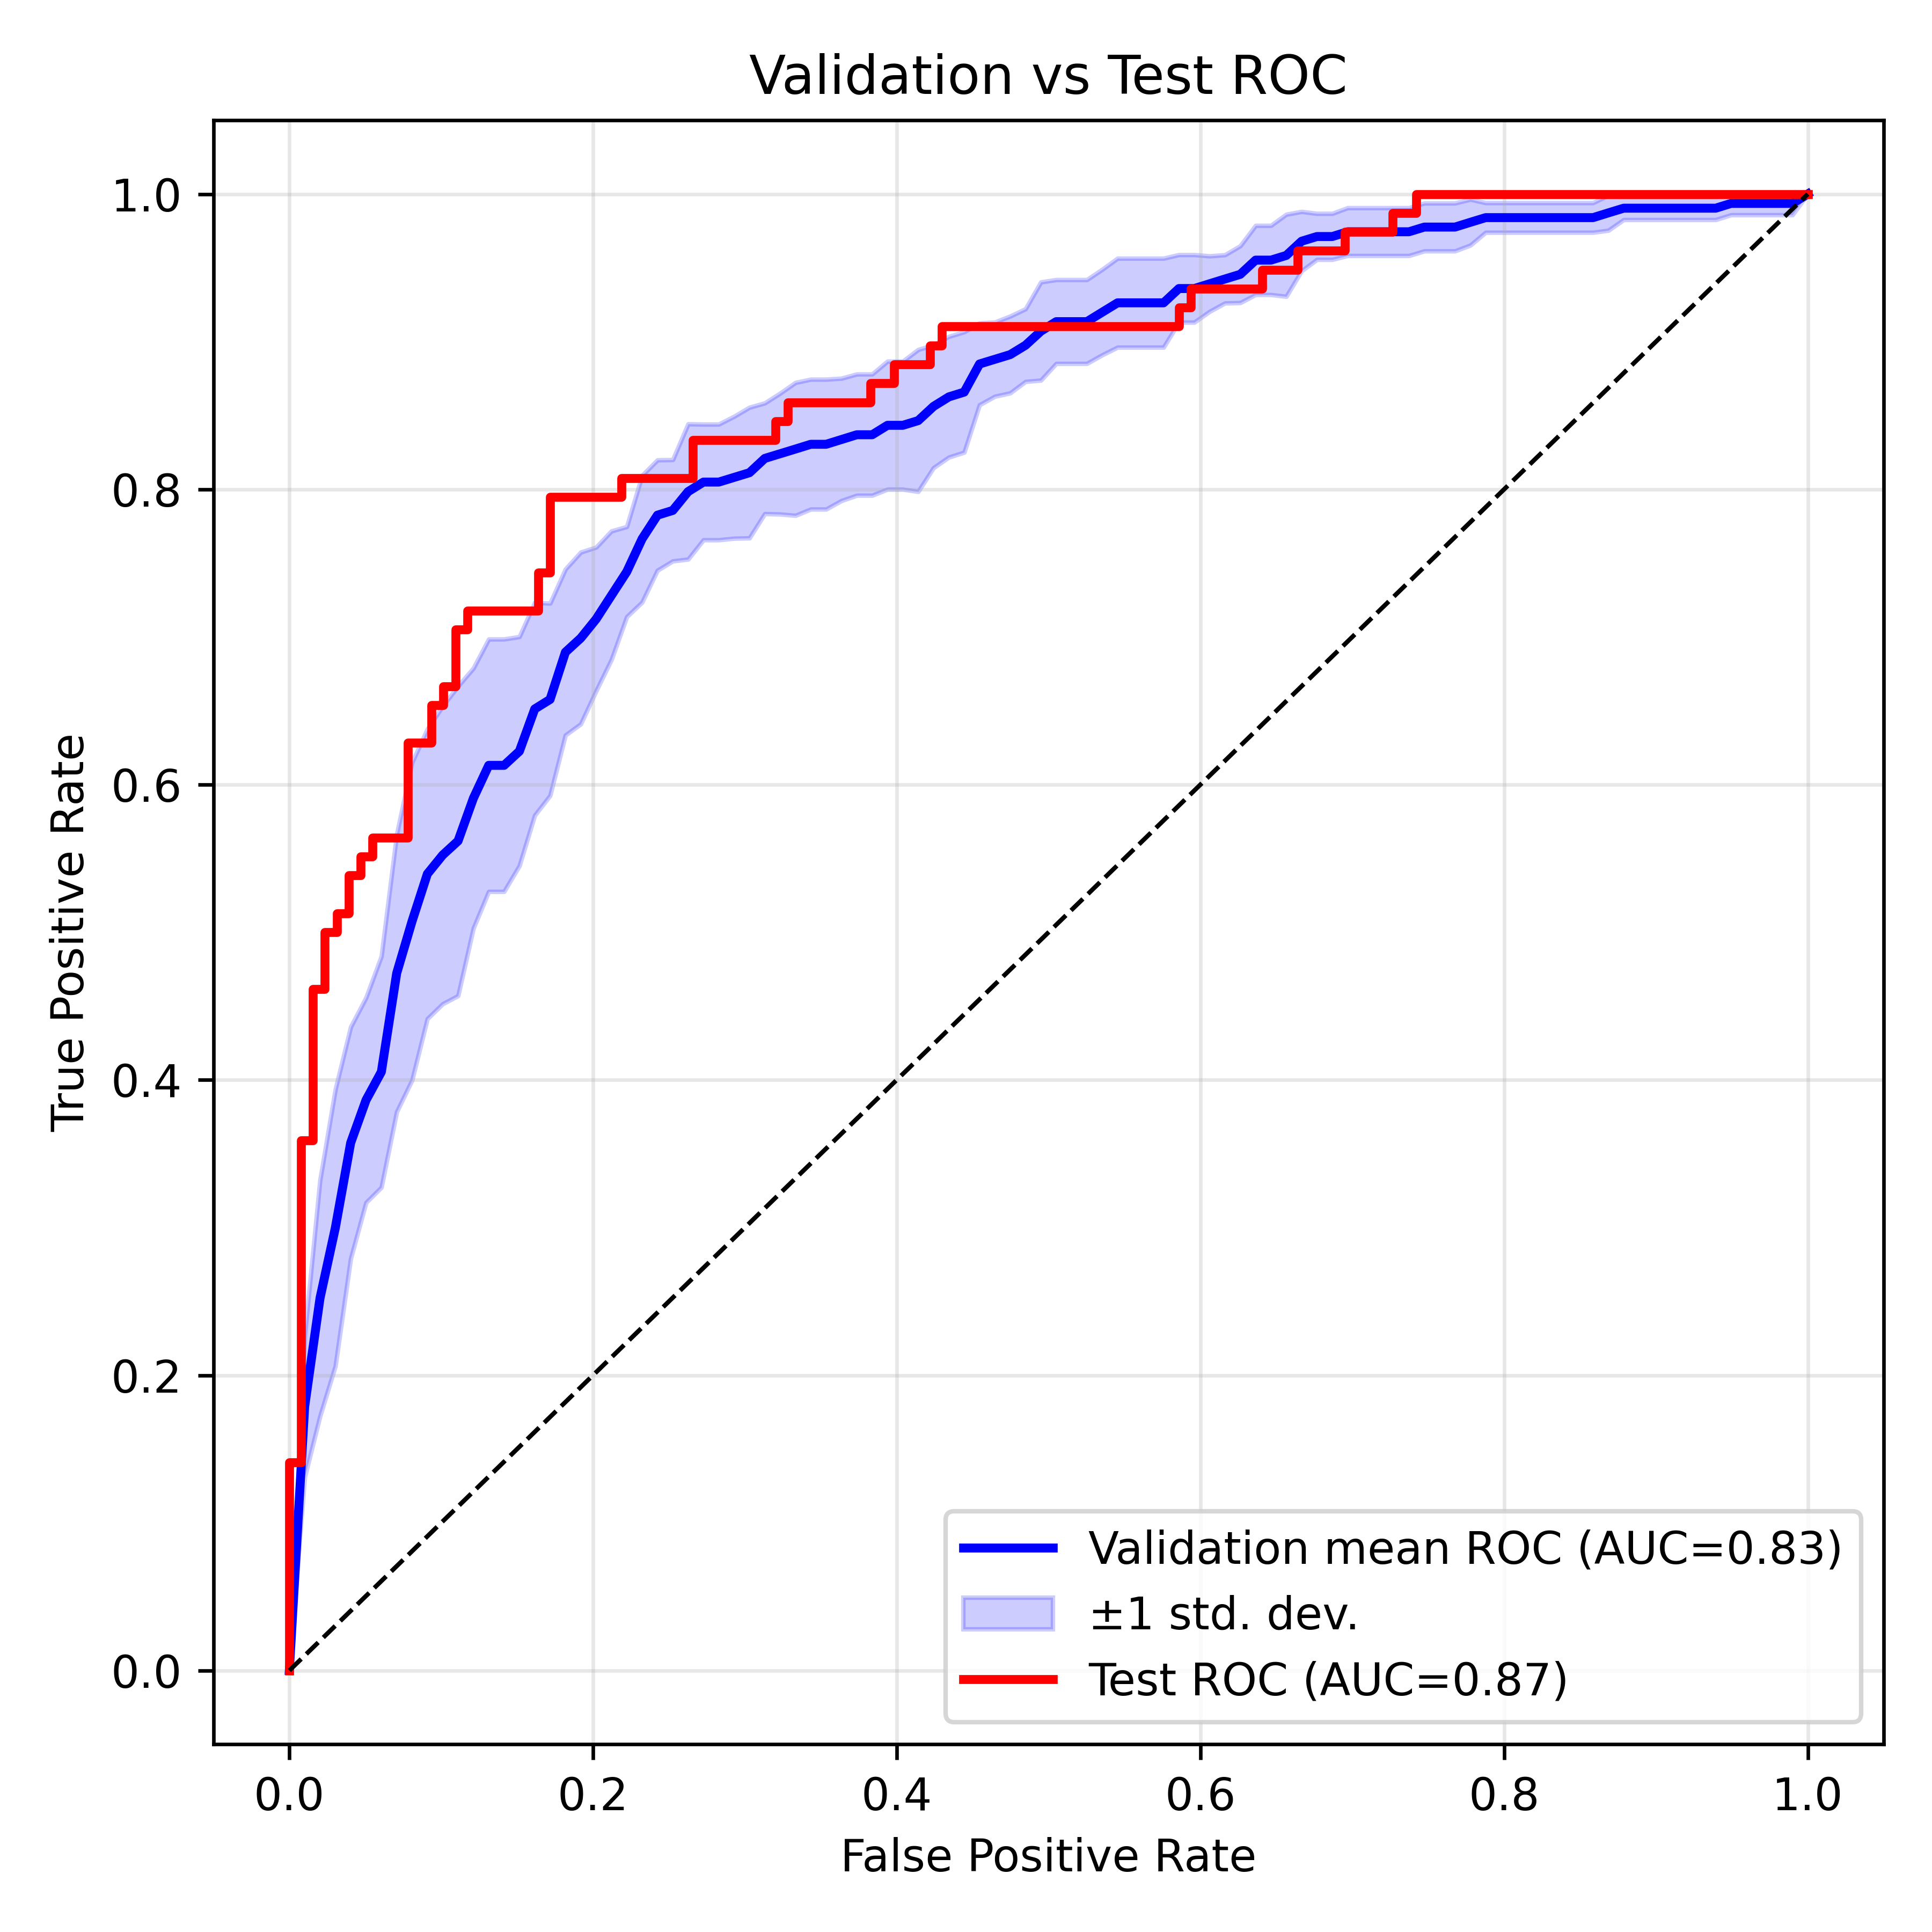 Validation vs Test ROC
True Positive Rate
1.0
0.8
0.6
0.4
0.2
0.0
Validation mean ROC (AUC=0.83)
±1 std. dev.
Test ROC (AUC=0.87)
0.0 0.2 0.4 0.6 0.8 1.0
False Positive Rate